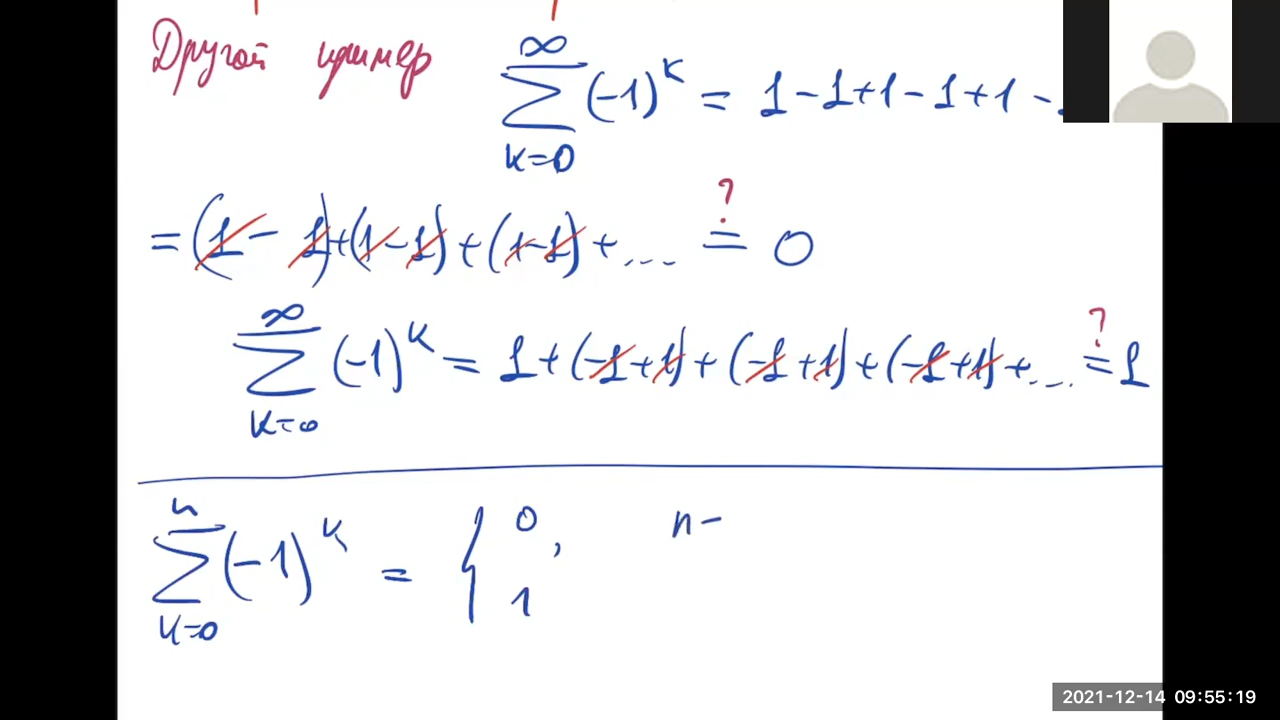 Другой пример ∞∑k=0 (-1)^k = 1-1+1-1+1-
= (1-1)+(1-1)+(1-1)+... ?= 0
∞∑k=∞ (-1)^k = 1+(-1+1)+(-1+1)+(-1+1)+... ?= 1
n∑k=0 (-1)^k = { 0, n-
1
2021-12-14 09:55:19